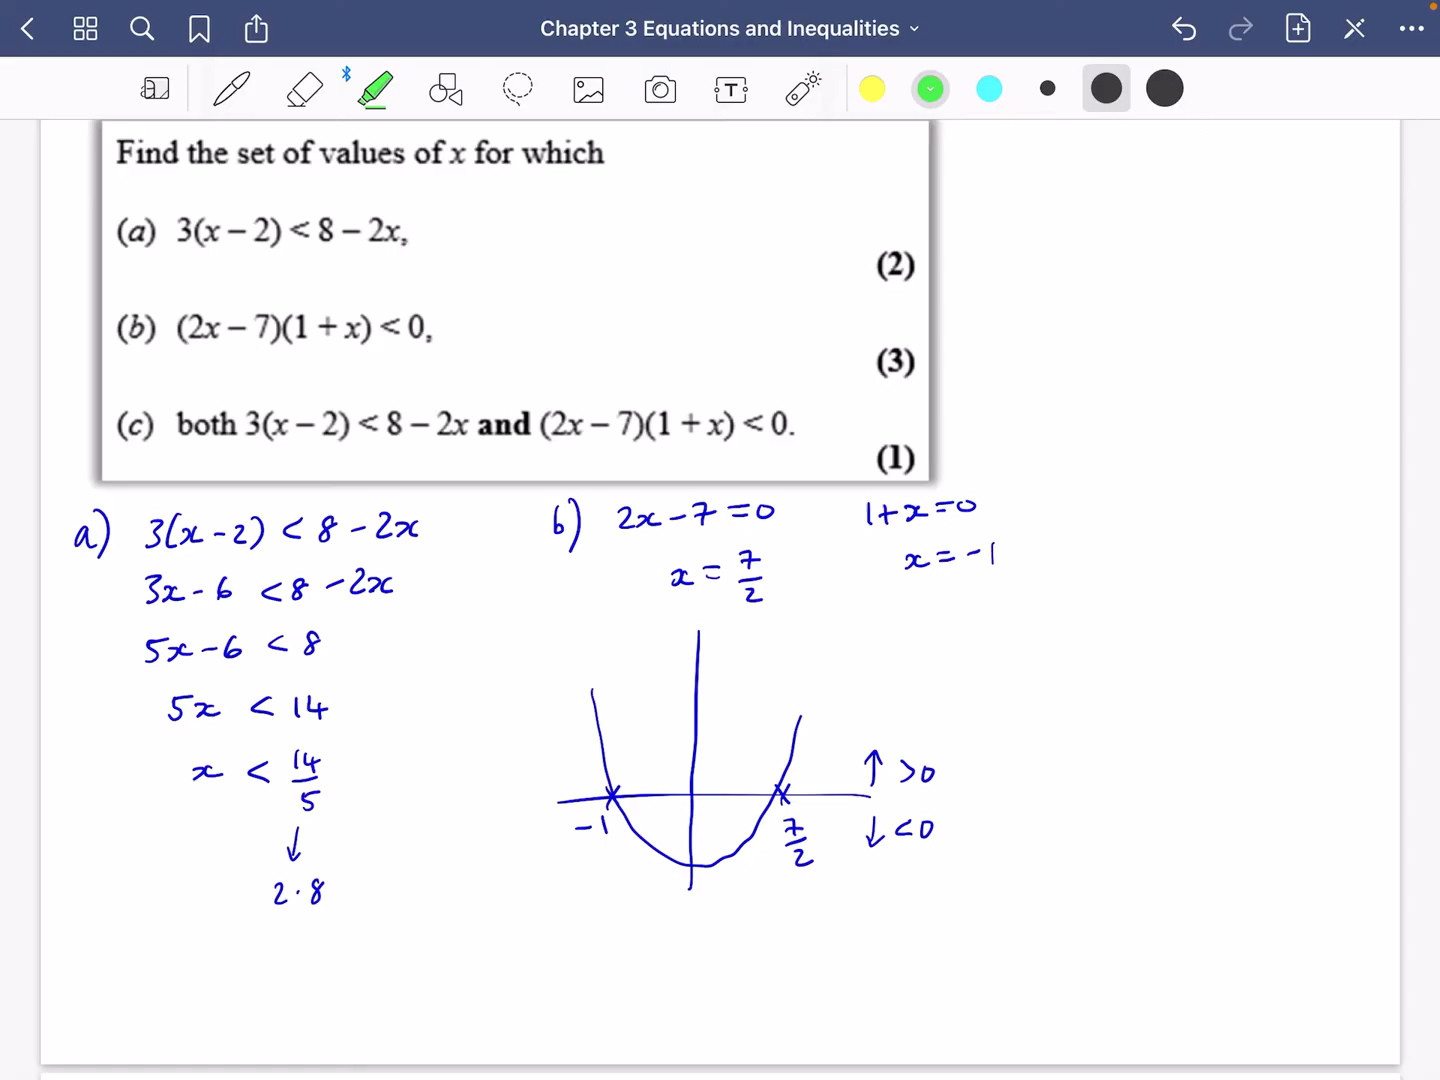 Chapter 3 Equations and Inequalities
Find the set of values of x for which
(a) 3(x – 2) < 8 – 2x,
(2)
(b) (2x – 7)(1 + x) < 0,
(3)
(c) both 3(x – 2) < 8 – 2x and (2x – 7)(1 + x) < 0.
(1)
a) 3(x - 2) < 8 - 2x
3x - 6 < 8 - 2x
5x - 6 < 8
5x < 14
x < 14/5
↓
2.8
b) 2x - 7 = 0
x = 7/2
1 + x = 0
x = -1
-1
7/2
↑ >0
↓ <0